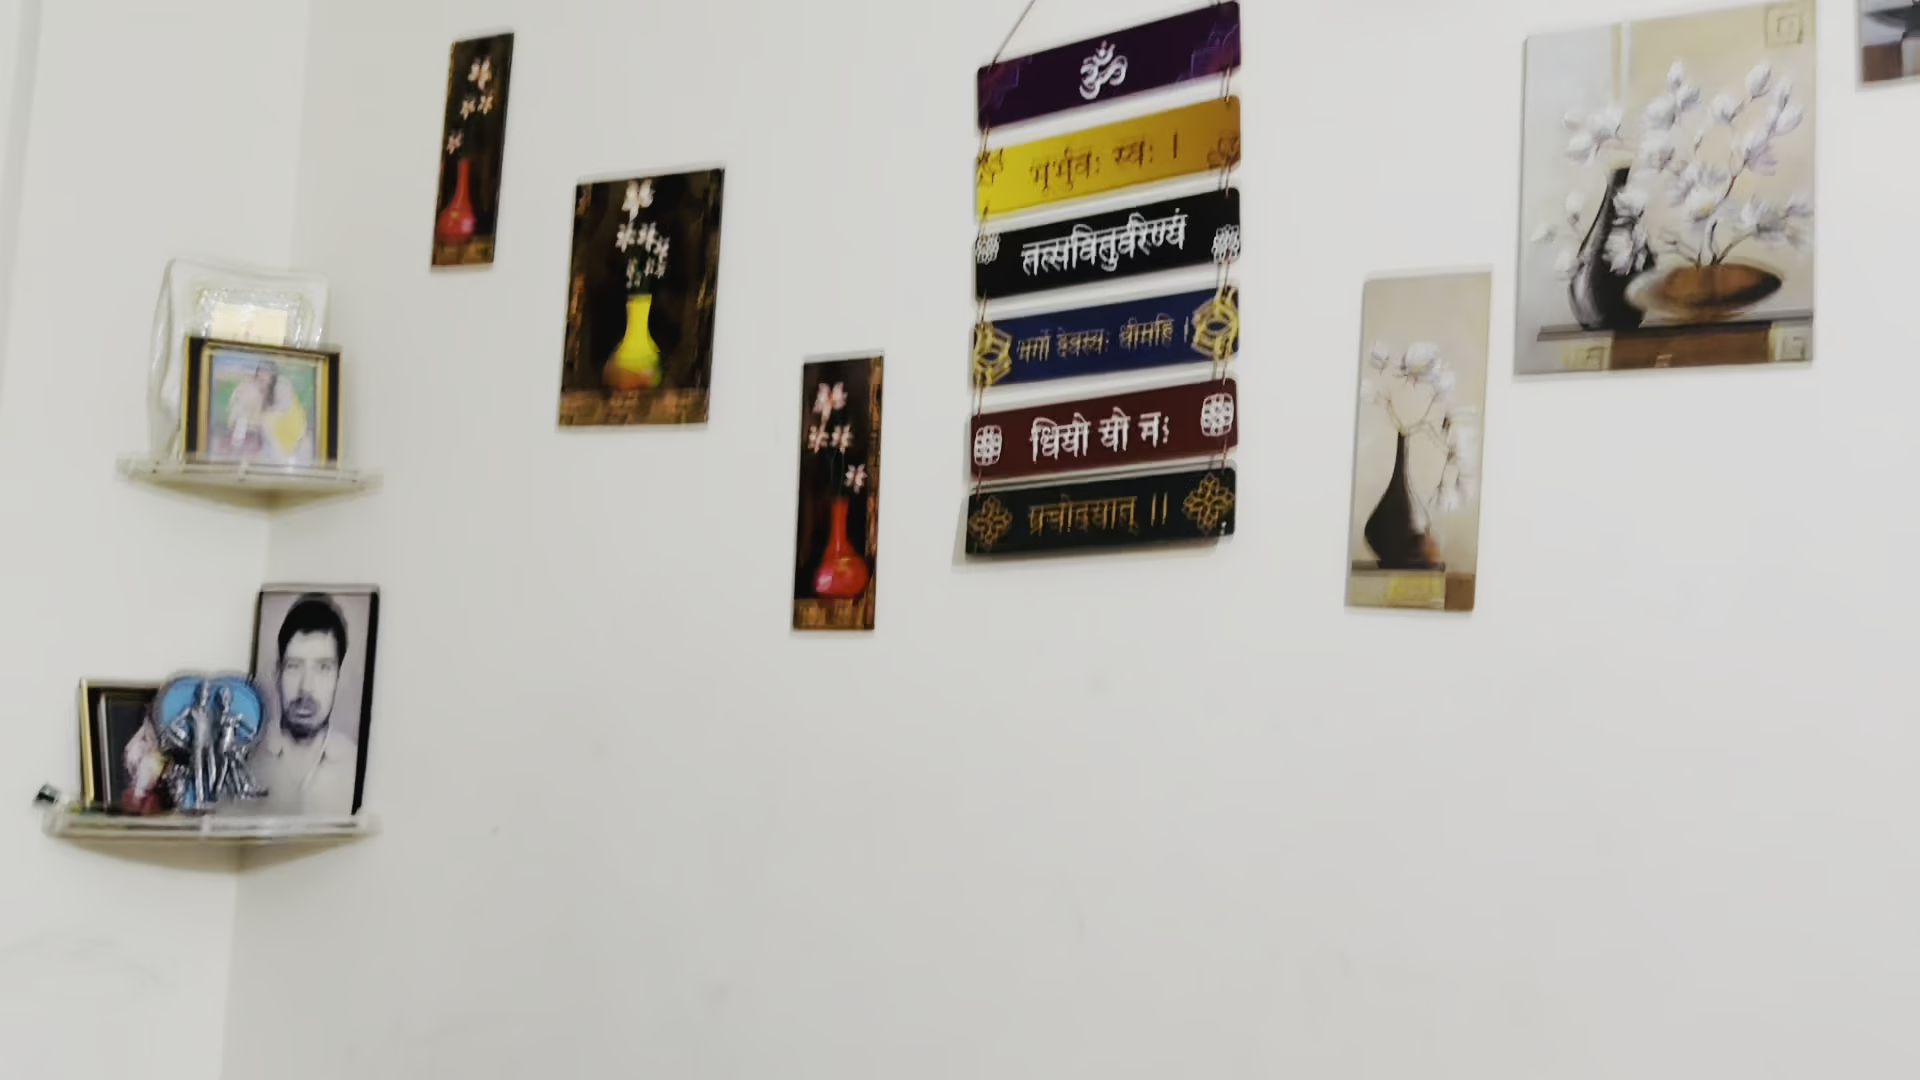 ॐ
भूर्भुवः स्वः ।
तत्सवितुर्वरेण्यं
भर्गो देवस्यः धीमहि ।
धियो यो नः
प्रचोदयात् ॥